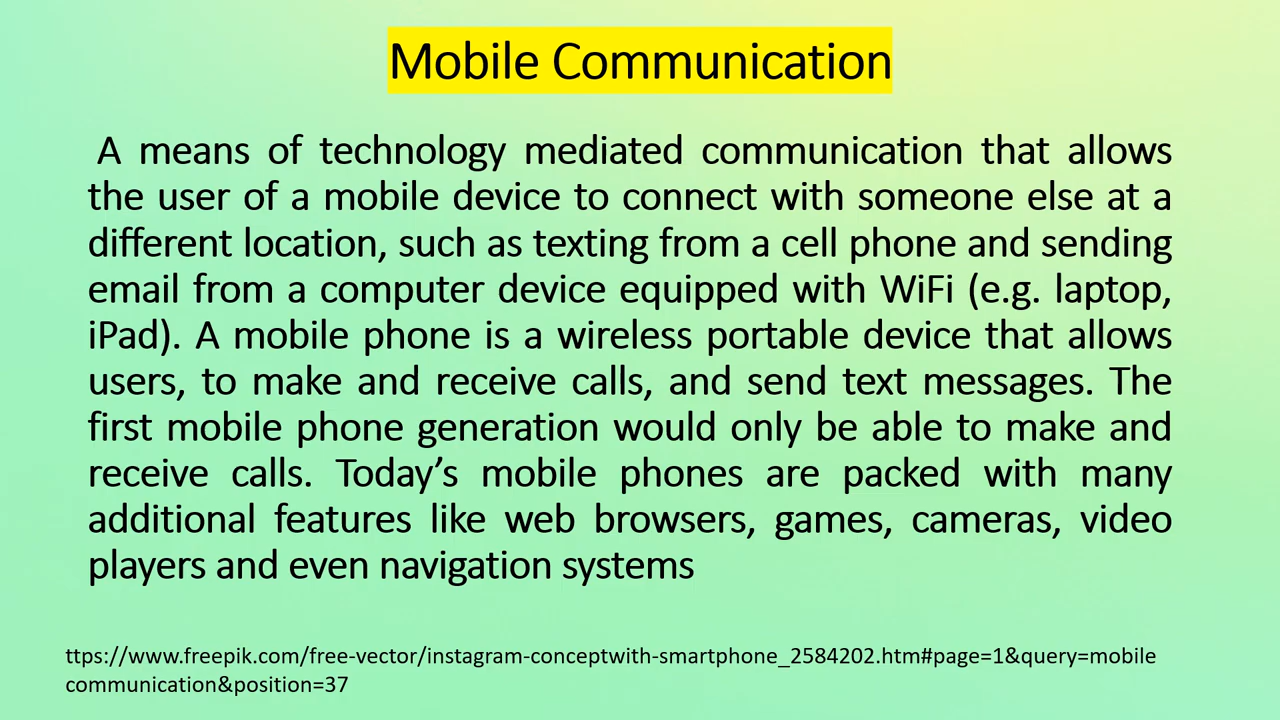 Mobile Communication
A means of technology mediated communication that allows
the user of a mobile device to connect with someone else at a
different location, such as texting from a cell phone and sending
email from a computer device equipped with WiFi (e.g. laptop,
iPad). A mobile phone is a wireless portable device that allows
users, to make and receive calls, and send text messages. The
first mobile phone generation would only be able to make and
receive calls. Today’s mobile phones are packed with many
additional features like web browsers, games, cameras, video
players and even navigation systems
ttps://www.freepik.com/free-vector/instagram-conceptwith-smartphone_2584202.htm#page=1&query=mobile
communication&position=37